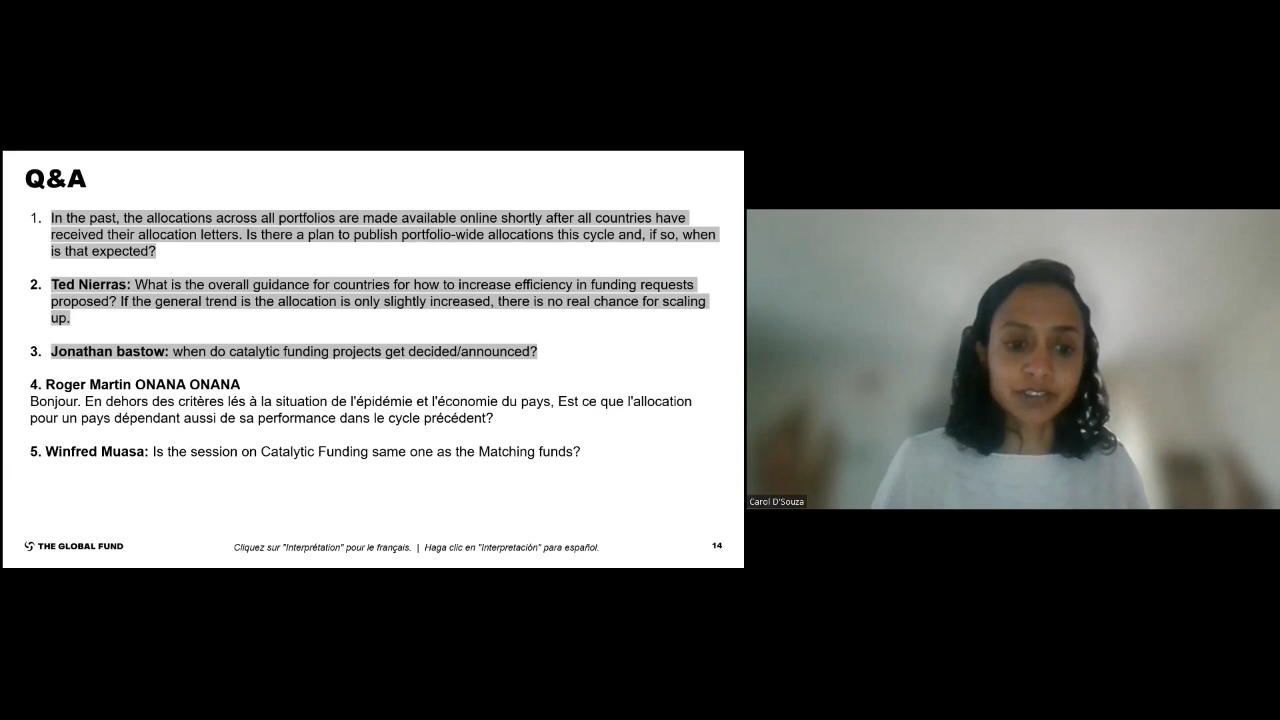 Q&A
1. In the past, the allocations across all portfolios are made available online shortly after all countries have
received their allocation letters. Is there a plan to publish portfolio-wide allocations this cycle and, if so, when
is that expected?
2. Ted Nierras: What is the overall guidance for countries for how to increase efficiency in funding requests
proposed? If the general trend is the allocation is only slightly increased, there is no real chance for scaling
up.
3. Jonathan bastow: when do catalytic funding projects get decided/announced?
4. Roger Martin ONANA ONANA
Bonjour. En dehors des critères lés à la situation de l'épidémie et l'économie du pays, Est ce que l'allocation
pour un pays dépendant aussi de sa performance dans le cycle précédent?
5. Winfred Muasa: Is the session on Catalytic Funding same one as the Matching funds?
THE GLOBAL FUND
Cliquez sur "Interprétation" pour le français. | Haga clic en "Interpretación" para español.
14
Carol D'Souza